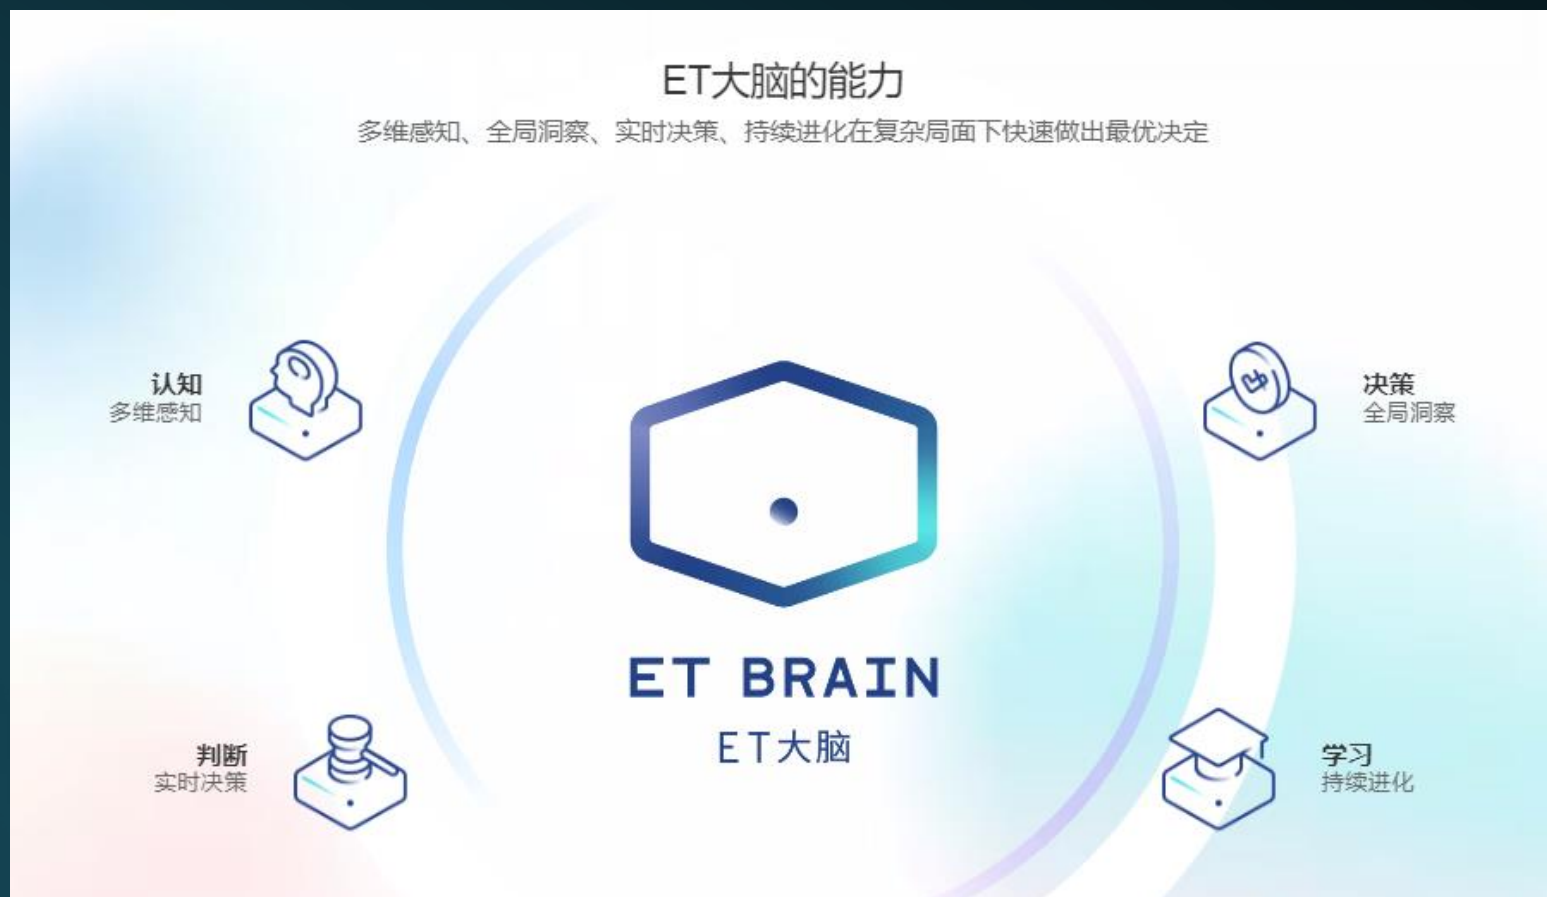 ET大脑的能力
多维感知、全局洞察、实时决策、持续进化在复杂局面下快速做出最优决定
认知
多维感知
决策
全局洞察
ET BRAIN
ET大脑
判断
实时决策
学习
持续进化